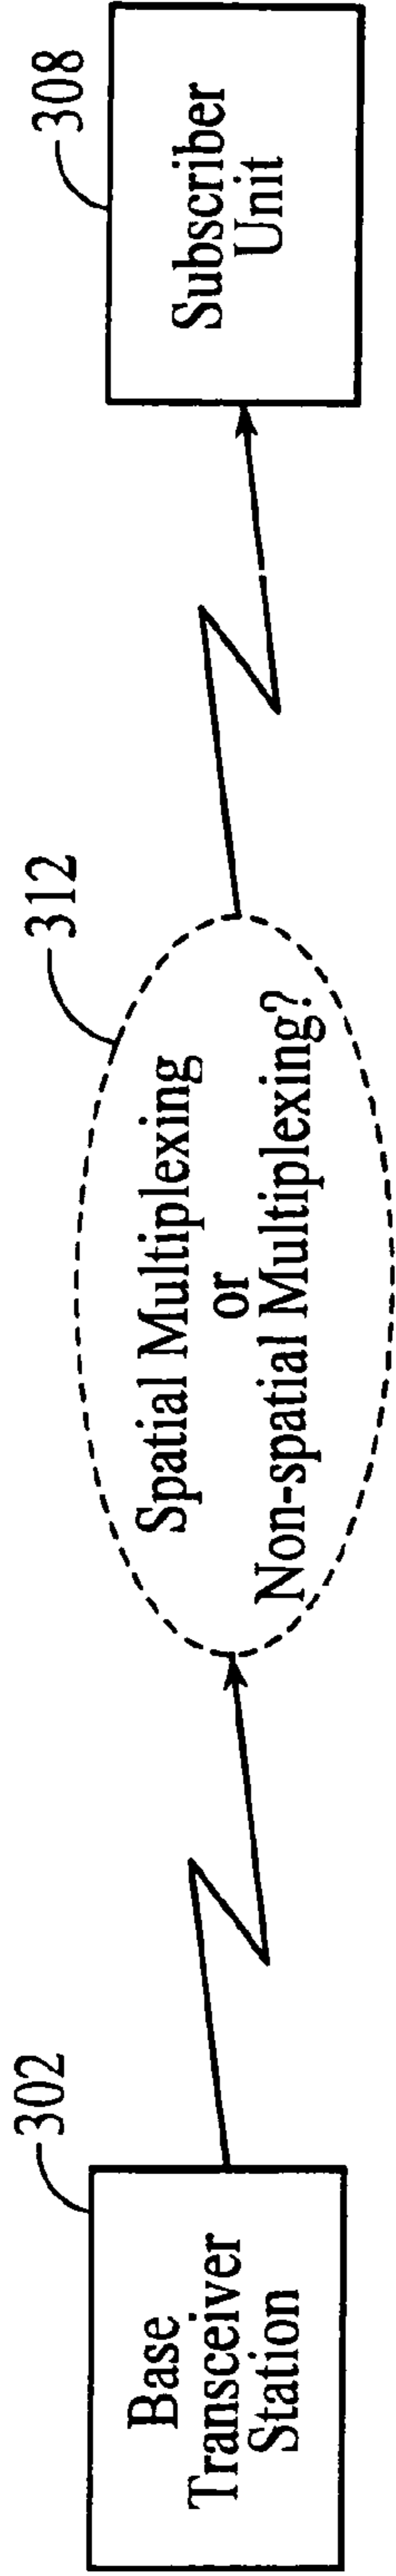 302
Base
Transceiver
Station
312
Spatial Multiplexing
or
Non-spatial Multiplexing?
308
Subscriber
Unit